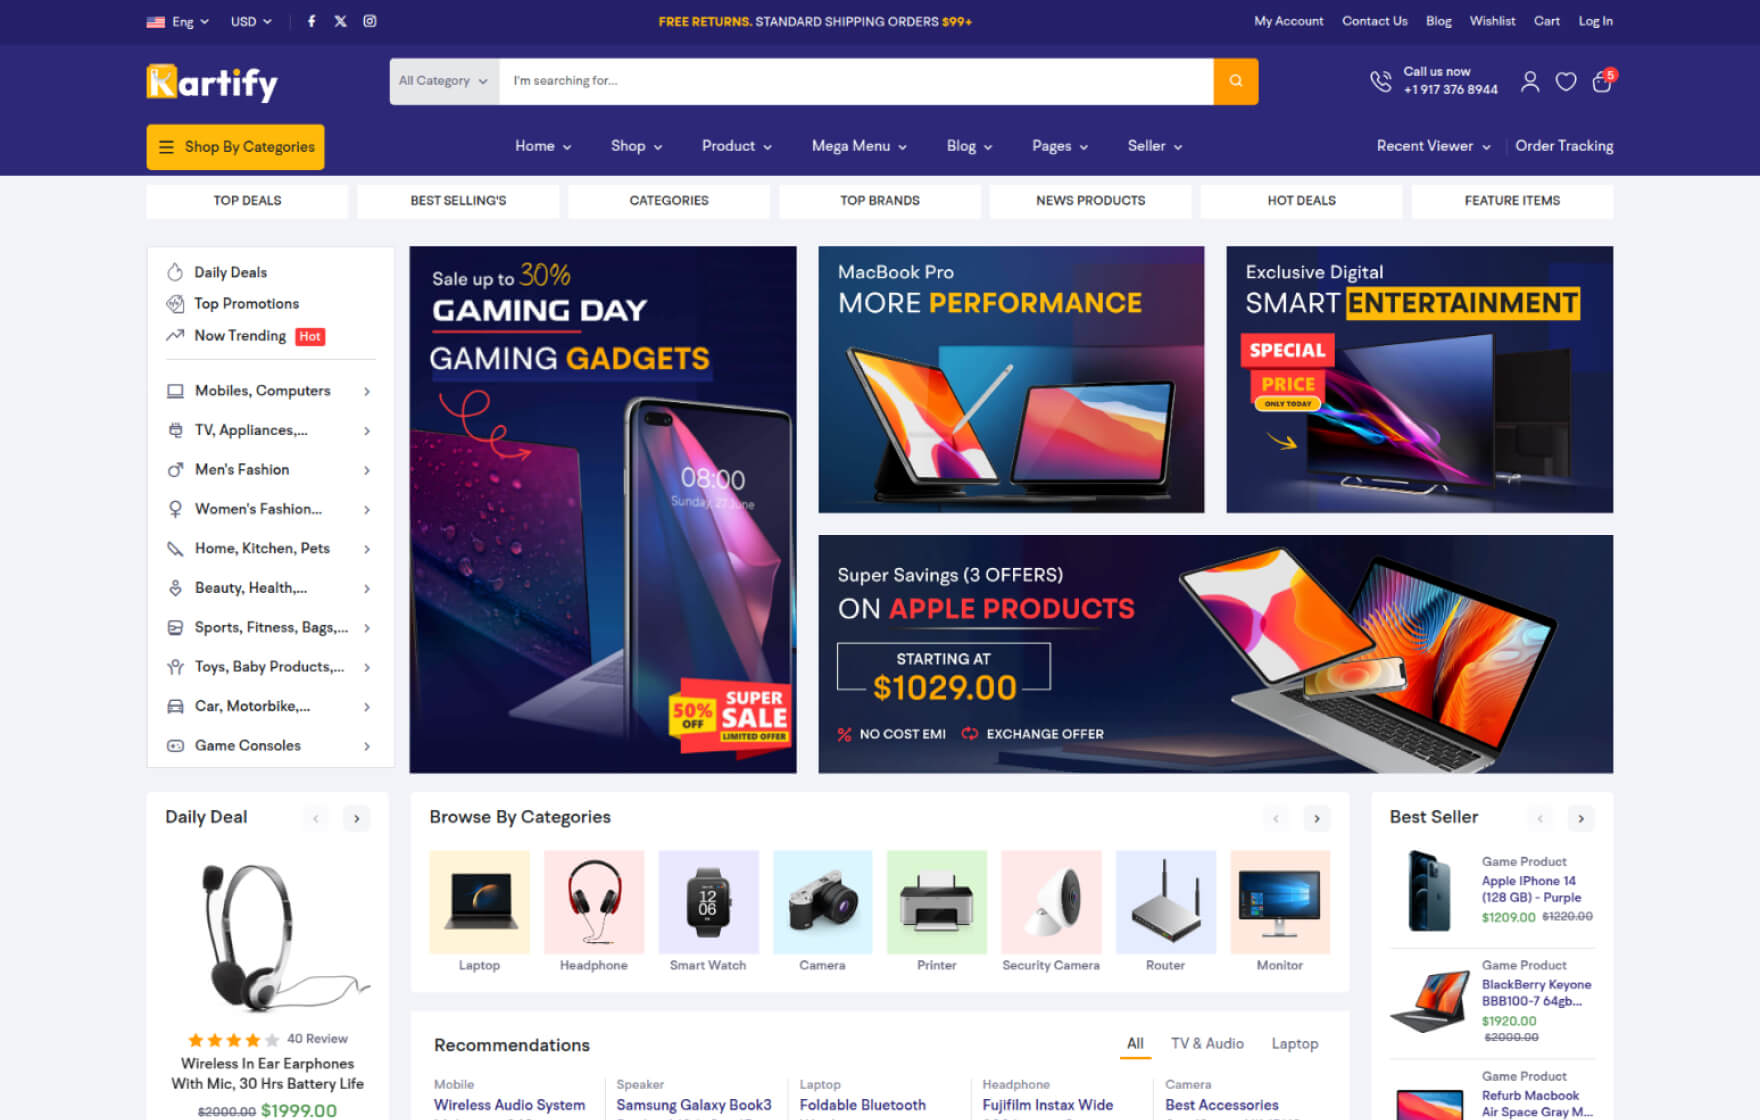 Eng
USD
FREE RETURNS. STANDARD SHIPPING ORDERS $99+
My Account
Contact Us
Blog
Wishlist
Cart
Log In
Kartify
All Category
I'm searching for...
Call us now
+1 917 376 8944
5
Shop By Categories
Home
Shop
Product
Mega Menu
Blog
Pages
Seller
Recent Viewer
Order Tracking
TOP DEALS
BEST SELLING'S
CATEGORIES
TOP BRANDS
NEWS PRODUCTS
HOT DEALS
FEATURE ITEMS
Daily Deals
Top Promotions
Now Trending Hot
Mobiles, Computers
TV, Appliances,...
Men's Fashion
Women's Fashion...
Home, Kitchen, Pets
Beauty, Health,...
Sports, Fitness, Bags,...
Toys, Baby Products,...
Car, Motorbike,...
Game Consoles
Sale up to 30%
GAMING DAY
GAMING GADGETS
08:00
Sunday, 27 June
50%
OFF
SUPER
SALE
LIMITED OFFER
MacBook Pro
MORE PERFORMANCE
Exclusive Digital
SMART ENTERTAINMENT
SPECIAL
PRICE
ONLY TODAY
Super Savings (3 OFFERS)
ON APPLE PRODUCTS
STARTING AT
$1029.00
NO COST EMI
EXCHANGE OFFER
Daily Deal
40 Review
Wireless In Ear Earphones
With Mic, 30 Hrs Battery Life
$2000.00 $1999.00
Browse By Categories
12
06
Laptop
Headphone
Smart Watch
Camera
Printer
Security Camera
Router
Monitor
Recommendations
All
TV & Audio
Laptop
Mobile
Wireless Audio System
Speaker
Samsung Galaxy Book3
Laptop
Foldable Bluetooth
Headphone
Fujifilm Instax Wide
Camera
Best Accessories
Best Seller
Game Product
Apple IPhone 14
(128 GB) - Purple
$1209.00 $1220.00
Game Product
BlackBerry Keyone
BBB100-7 64gb...
$1920.00
$2000.00
Game Product
Refurb Macbook
Air Space Gray M...